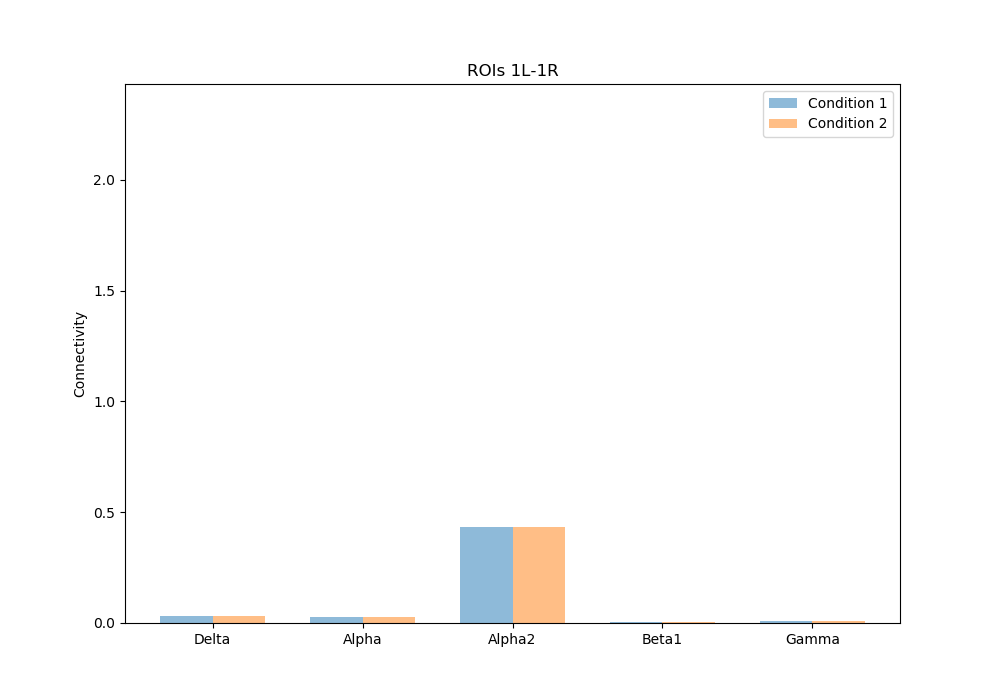 ROIs 1L-1R
Condition 1
Condition 2
2.0
1.5
1.0
0.5
0.0
Connectivity
Delta
Alpha
Alpha2
Beta1
Gamma